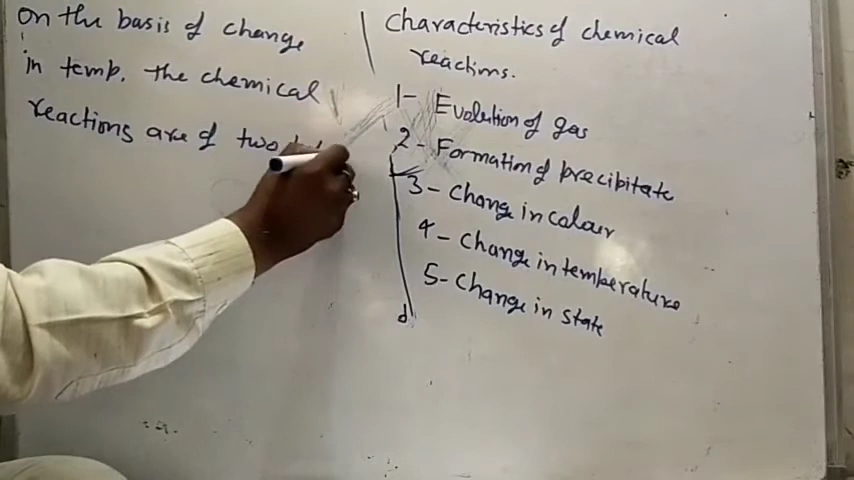 on the basis of change
in temp. the chemical
reactions are of two
characteristics of chemical
reactions.
1- Evolution of gas
2- Formation of precipitate
3- Change in colour
4- Change in temperature
5- Change in state